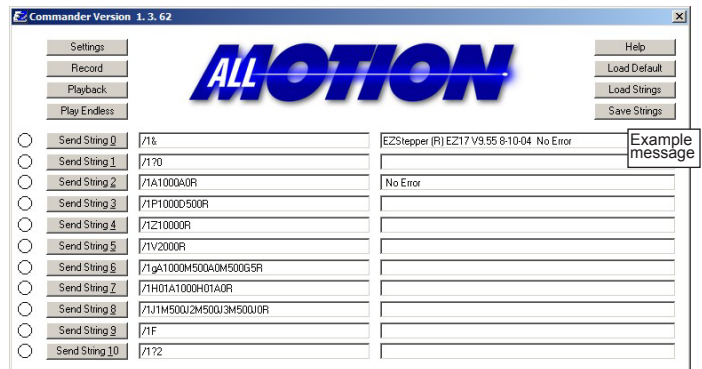 EZ Commander Version 1. 3. 62
Settings
Record
Playback
Play Endless
ALL MOTION
Help
Load Default
Load Strings
Save Strings
Send String 0 /1& EZStepper (R) EZ17 V9.55 8-10-04 No Error
Example
message
Send String 1 /1?0
Send String 2 /1A1000A0R No Error
Send String 3 /1P1000D500R
Send String 4 /1Z10000R
Send String 5 /1V2000R
Send String 6 /1gA1000M500A0M500G5R
Send String 7 /1H01A1000H01A0R
Send String 8 /1J1M500J2M500J3M500J0R
Send String 9 /1F
Send String 10 /1?2